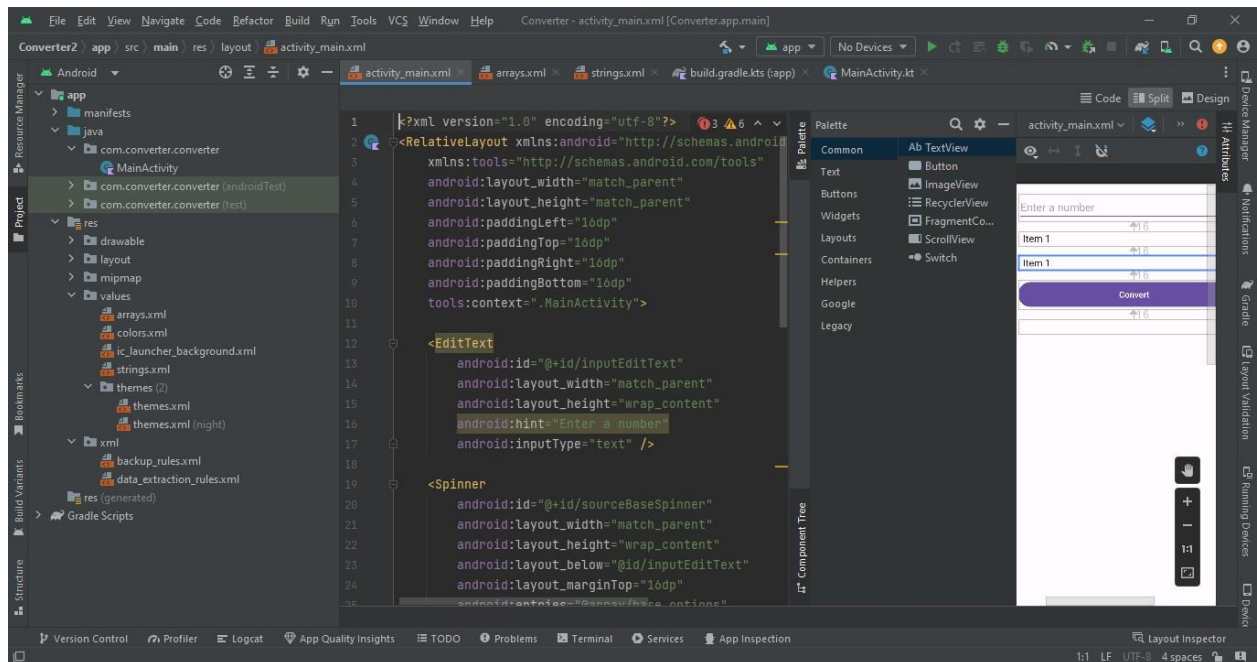 File Edit View Navigate Code Refactor Build Run Tools VCS Window Help Converter - activity_main.xml [Converter.app.main]
Converter2 app src main res layout activity_main.xml
app No Devices
Resource Manager
Project
Bookmarks
Build Variants
Structure
Android
app
manifests
java
com.converter.converter
MainActivity
com.converter.converter (androidTest)
com.converter.converter (test)
res
drawable
layout
mipmap
values
arrays.xml
colors.xml
ic_launcher_background.xml
strings.xml
themes (2)
themes.xml
themes.xml (night)
xml
backup_rules.xml
data_extraction_rules.xml
res (generated)
Gradle Scripts
activity_main.xml arrays.xml strings.xml build.gradle.kts (:app) MainActivity.kt
Code Split Design
3 6
1 <?xml version="1.0" encoding="utf-8"?>
2 <RelativeLayout xmlns:android="http://schemas.android
3 xmlns:tools="http://schemas.android.com/tools"
4 android:layout_width="match_parent"
5 android:layout_height="match_parent"
6 android:paddingLeft="16dp"
7 android:paddingTop="16dp"
8 android:paddingRight="16dp"
9 android:paddingBottom="16dp"
10 tools:context=".MainActivity">
11
12 <EditText
13 android:id="@+id/inputEditText"
14 android:layout_width="match_parent"
15 android:layout_height="wrap_content"
16 android:hint="Enter a number"
17 android:inputType="text" />
18
19 <Spinner
20 android:id="@+id/sourceBaseSpinner"
21 android:layout_width="match_parent"
22 android:layout_height="wrap_content"
23 android:layout_below="@id/inputEditText"
24 android:layout_marginTop="16dp"
25 android:entries="@array/base_options"
Palette
Component Tree
Palette
Common
Text
Buttons
Widgets
Layouts
Containers
Helpers
Google
Legacy
Ab TextView
Button
ImageView
RecyclerView
FragmentCo...
ScrollView
Switch
activity_main.xml
Attributes
Enter a number
16
Item 1
16
Item 1
16
Convert
16
1:1
Device Manager
Notifications
Gradle
Layout Validation
Running Devices
Version Control Profiler Logcat App Quality Insights TODO Problems Terminal Services App Inspection Layout Inspector
1:1 LF UTF-8 4 spaces